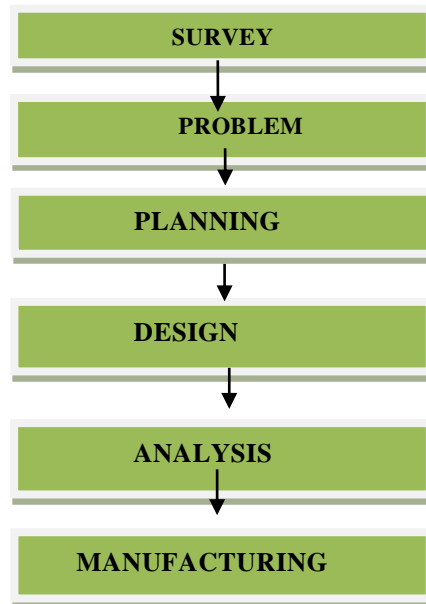 SURVEY
PROBLEM
PLANNING
DESIGN
ANALYSIS
MANUFACTURING